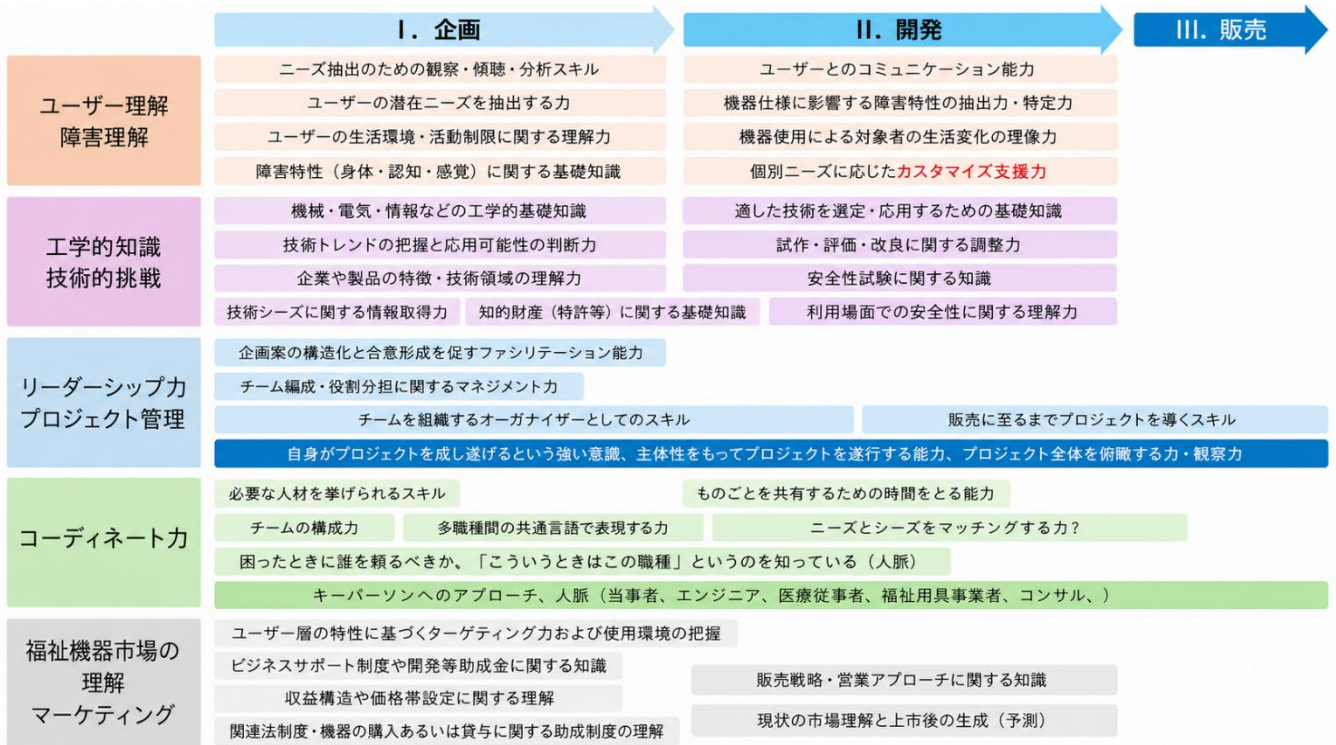 I. 企画
II. 開発
III. 販売
ユーザー理解
障害理解
ニーズ抽出のための観察・傾聴・分析スキル
ユーザーとのコミュニケーション能力
ユーザーの潜在ニーズを抽出する力
機器仕様に影響する障害特性の抽出力・特定力
ユーザーの生活環境・活動制限に関する理解力
機器使用による対象者の生活変化の理像力
障害特性（身体・認知・感覚）に関する基礎知識
個別ニーズに応じたカスタマイズ支援力
工学的知識
技術的挑戦
機械・電気・情報などの工学的基礎知識
適した技術を選定・応用するための基礎知識
技術トレンドの把握と応用可能性の判断力
試作・評価・改良に関する調整力
企業や製品の特徴・技術領域の理解力
安全性試験に関する知識
技術シーズに関する情報取得力
知的財産（特許等）に関する基礎知識
利用場面での安全性に関する理解力
リーダーシップ力
プロジェクト管理
企画案の構造化と合意形成を促すファシリテーション能力
チーム編成・役割分担に関するマネジメント力
チームを組織するオーガナイザーとしてのスキル
販売に至るまでプロジェクトを導くスキル
自身がプロジェクトを成し遂げるという強い意識、主体性をもってプロジェクトを遂行する能力、プロジェクト全体を俯瞰する力・観察力
コーディネート力
必要な人材を挙げられるスキル
ものごとを共有するための時間をとる能力
チームの構成力
多職種間の共通言語で表現する力
ニーズとシーズをマッチングする力？
困ったときに誰を頼るべきか。「こういうときはこの職種」というのを知っている（人脈）
キーパーソンへのアプローチ、人脈（当事者、エンジニア、医療従事者、福祉用具事業者、コンサル、）
福祉機器市場の
理解
マーケティング
ユーザー層の特性に基づくターゲティング力および使用環境の把握
ビジネスサポート制度や開発等助成金に関する知識
販売戦略・営業アプローチに関する知識
収益構造や価格帯設定に関する理解
現状の市場理解と上市後の生成（予測）
関連法制度・機器の購入あるいは貸与に関する助成制度の理解